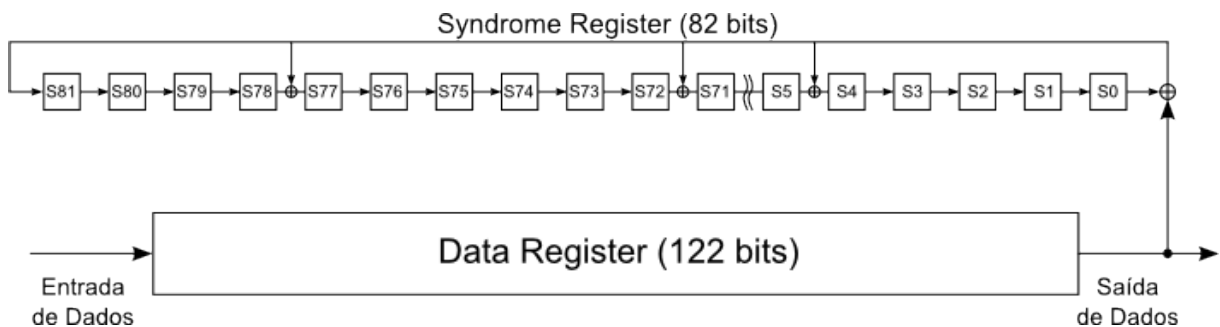 Syndrome Register (82 bits)
S81 S80 S79 S78 S77 S76 S75 S74 S73 S72 S71 S5 S4 S3 S2 S1 S0
Data Register (122 bits)
Entrada
de Dados
Saída
de Dados